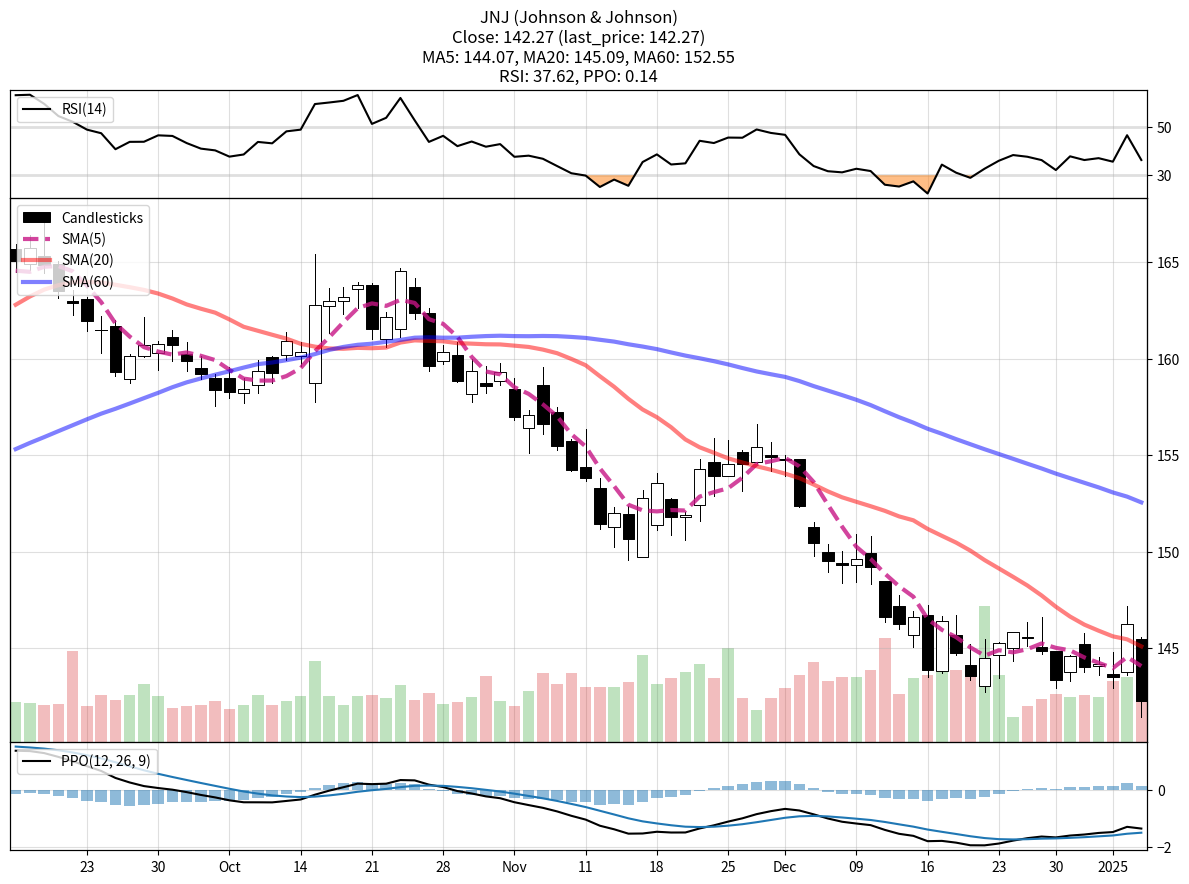 JNJ (Johnson & Johnson)
Close: 142.27 (last_price: 142.27)
MA5: 144.07, MA20: 145.09, MA60: 152.55
RSI: 37.62, PPO: 0.14
RSI(14)
50
30
Candlesticks
SMA(5)
SMA(20)
SMA(60)
165
160
155
150
145
PPO(12, 26, 9)
0
−2
23 30 Oct 14 21 28 Nov 11 18 25 Dec 09 16 23 30 2025